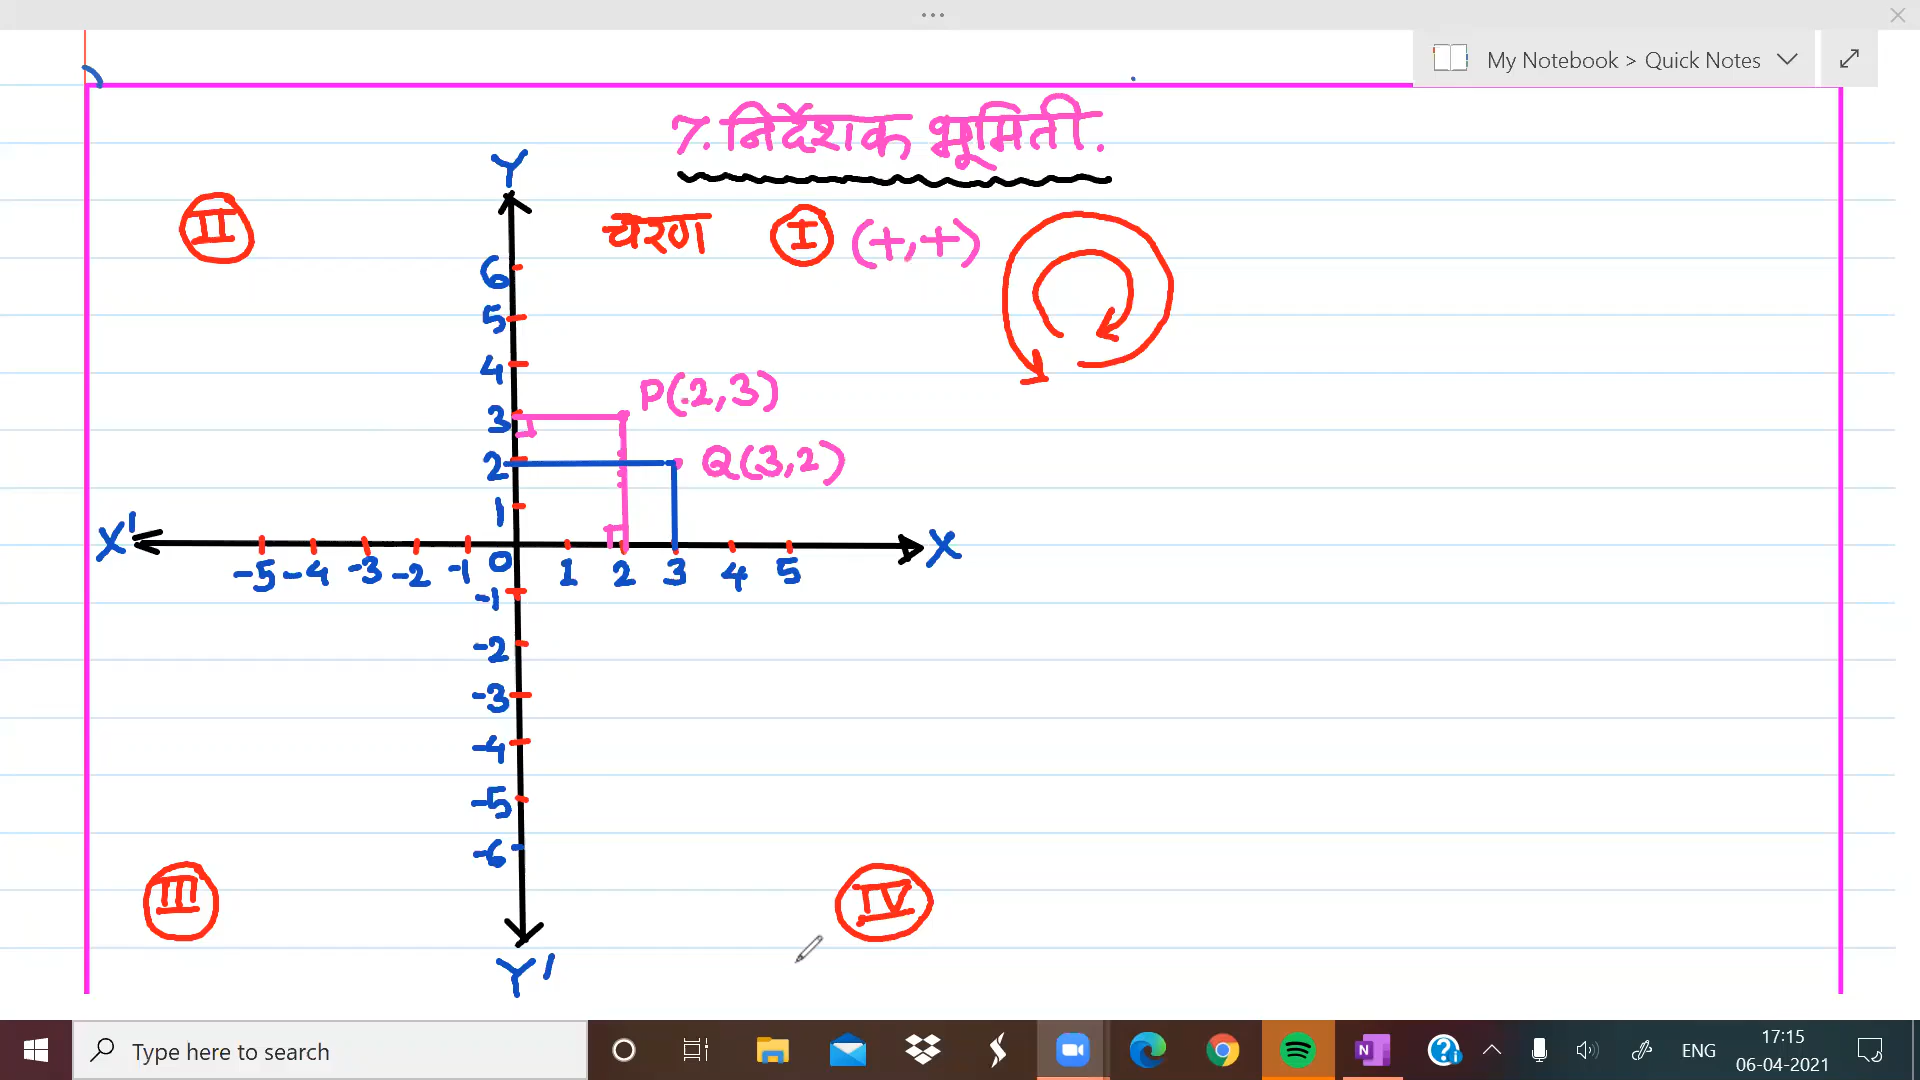 My Notebook > Quick Notes
7. निर्देशक भूमिती.
Y
II
चरण I (+,+)
6
5
4
P(2,3)
3
Q(3,2)
2
1
X'
X
-5 -4 -3 -2 -1 0 1 2 3 4 5
-1
-2
-3
-4
-5
-6
III
IV
Y'
Type here to search
ENG
17:15
06-04-2021